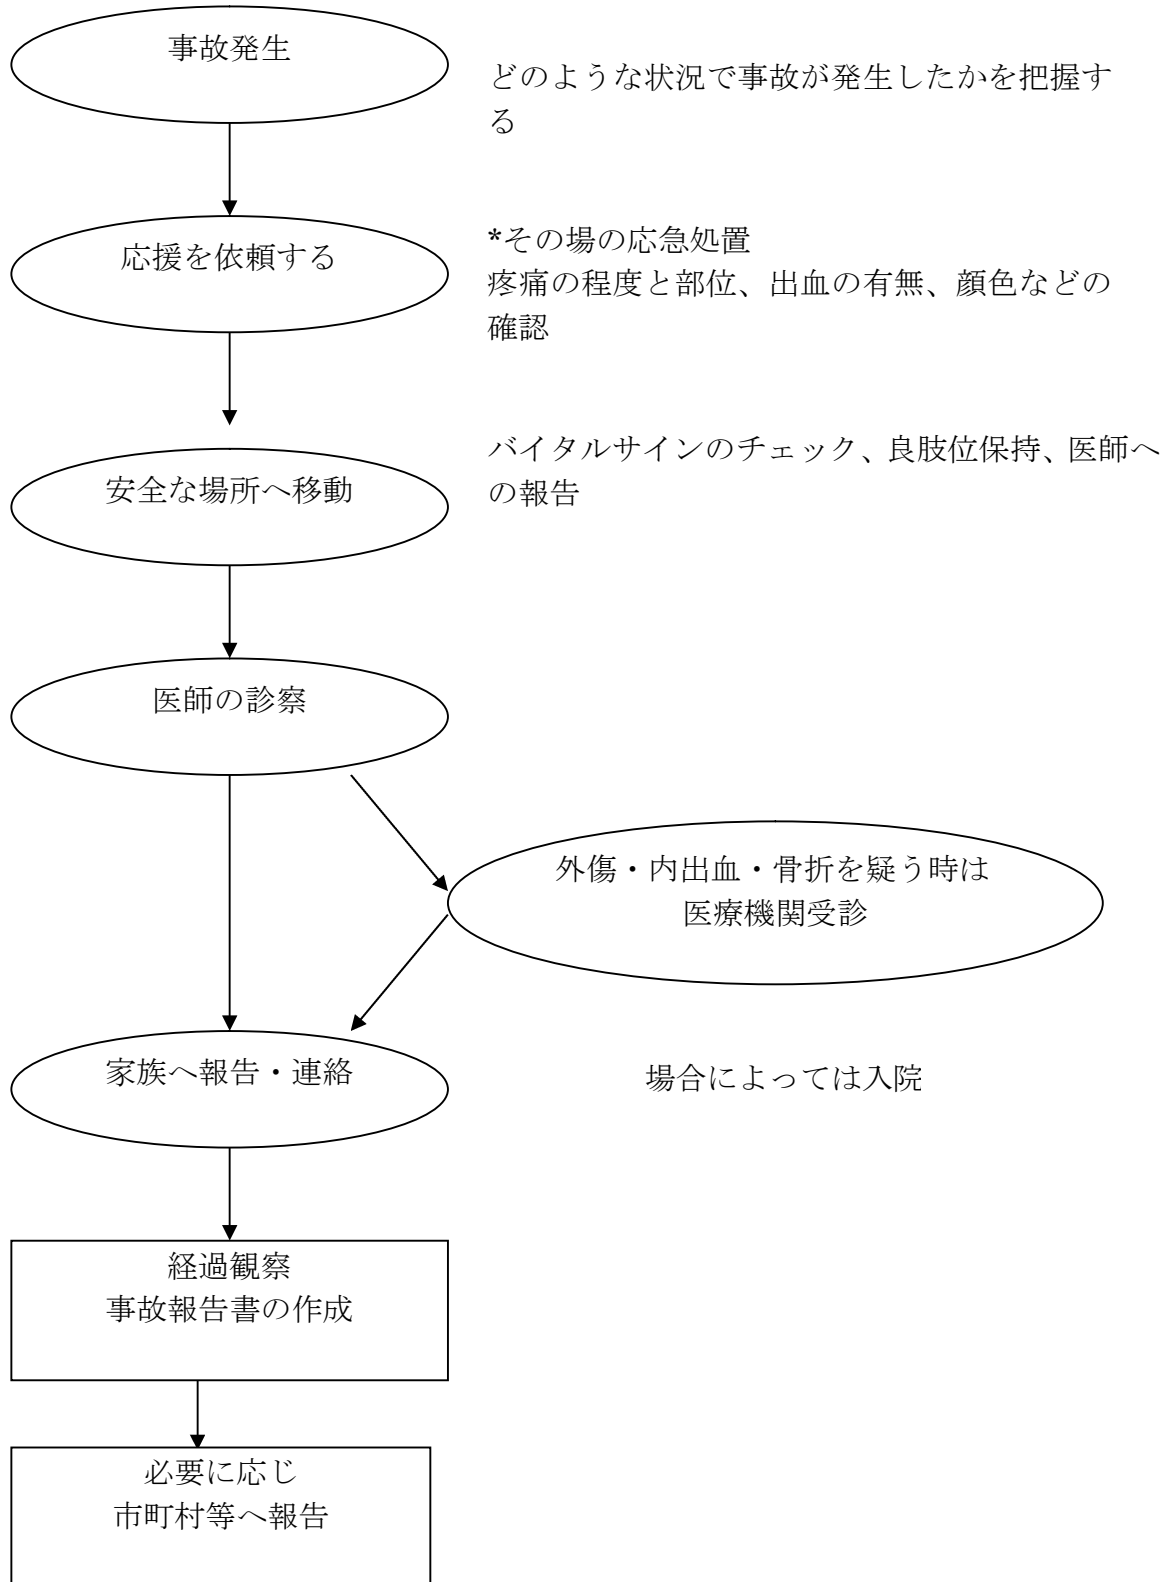 事故発生
どのような状況で事故が発生したかを把握す
る
応援を依頼する
*その場の応急処置
疼痛の程度と部位、出血の有無、顔色などの
確認
安全な場所へ移動
バイタルサインのチェック、良肢位保持、医師へ
の報告
医師の診察
外傷・内出血・骨折を疑う時は
医療機関受診
家族へ報告・連絡
場合によっては入院
経過観察
事故報告書の作成
必要に応じ
市町村等へ報告